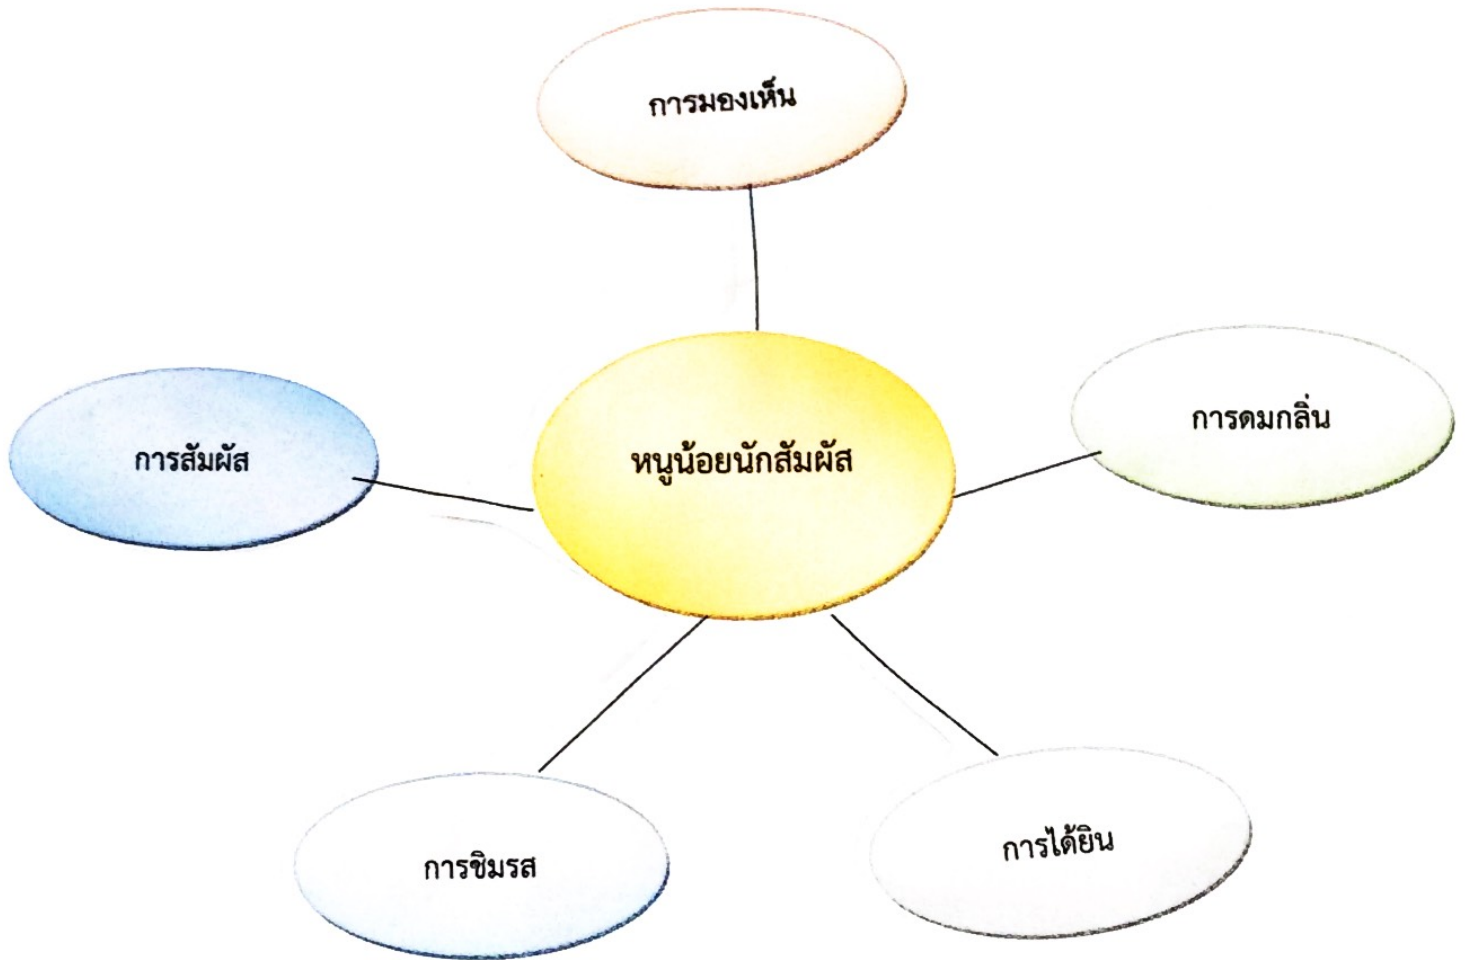 การมองเห็น
การดมกลิ่น
การสัมผัส
หนูน้อยนักสัมผัส
การชิมรส
การได้ยิน